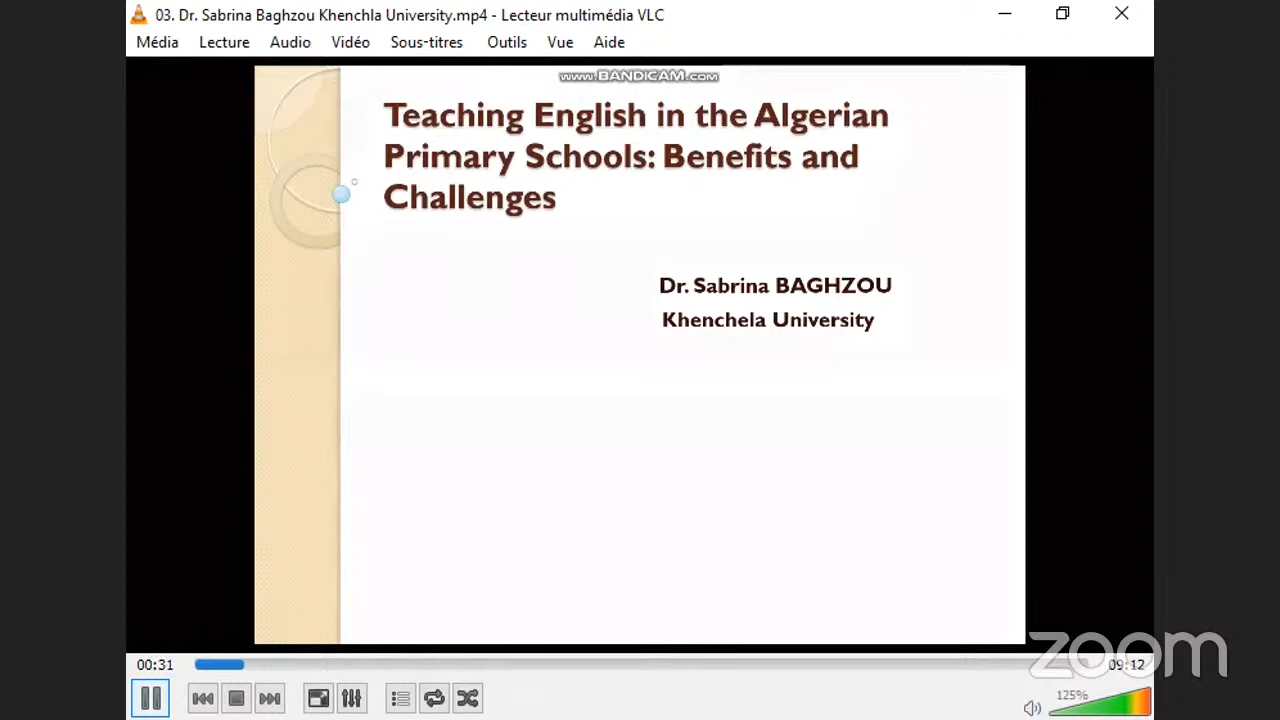 03. Dr. Sabrina Baghzou Khenchla University.mp4 - Lecteur multimédia VLC
Média Lecture Audio Vidéo Sous-titres Outils Vue Aide
www.BANDICAM.com
Teaching English in the Algerian
Primary Schools: Benefits and
Challenges
Dr. Sabrina BAGHZOU
Khenchela University
00:31
09:12
zoom
125%